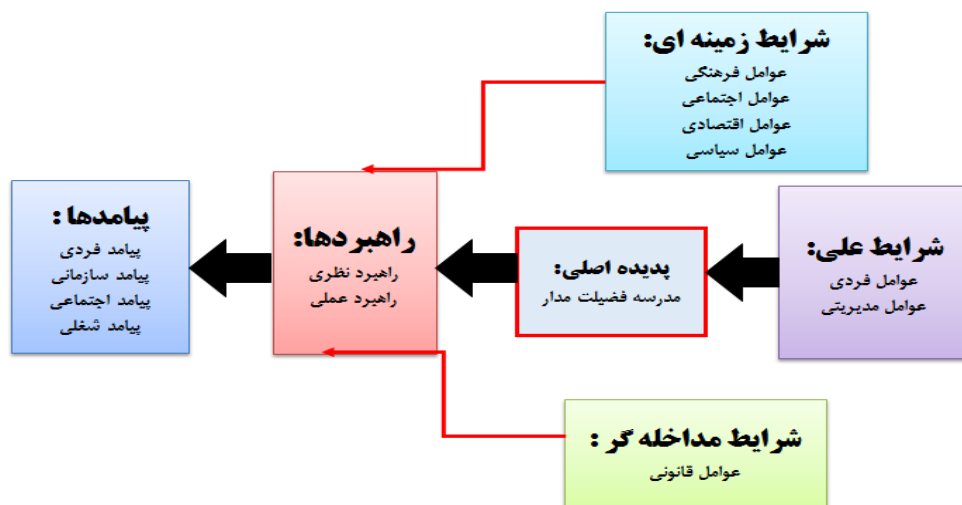 شرایط زمینه ای:
عوامل فرهنگی
عوامل اجتماعی
عوامل اقتصادی
عوامل سیاسی
شرایط علی:
عوامل فردی
عوامل مدیریتی
پدیده اصلی:
مدرسه فضیلت مدار
راهبردها:
راهبرد نظری
راهبرد عملی
پیامدها :
پیامد فردی
پیامد سازمانی
پیامد اجتماعی
پیامد شغلی
شرایط مداخله گر :
عوامل قانونی